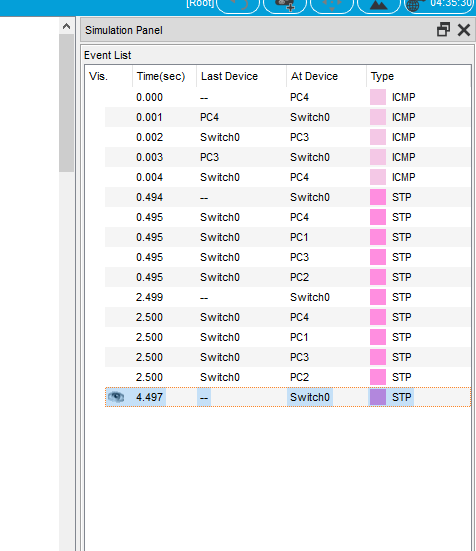 [Root]
04:35:30
Simulation Panel
Event List
Vis. Time(sec) Last Device At Device Type
0.000 -- PC4 ICMP
0.001 PC4 Switch0 ICMP
0.002 Switch0 PC3 ICMP
0.003 PC3 Switch0 ICMP
0.004 Switch0 PC4 ICMP
0.494 -- Switch0 STP
0.495 Switch0 PC4 STP
0.495 Switch0 PC1 STP
0.495 Switch0 PC3 STP
0.495 Switch0 PC2 STP
2.499 -- Switch0 STP
2.500 Switch0 PC4 STP
2.500 Switch0 PC1 STP
2.500 Switch0 PC3 STP
2.500 Switch0 PC2 STP
4.497 -- Switch0 STP